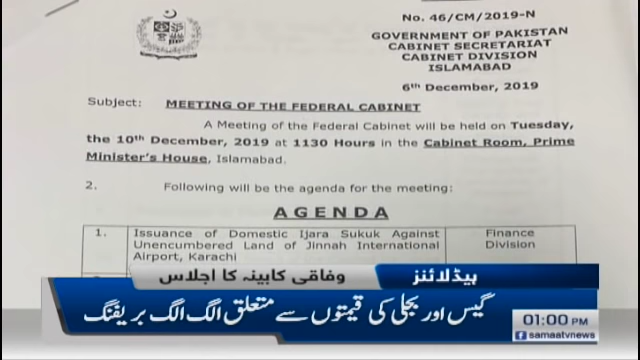 No. 46/CM/2019-N
GOVERNMENT OF PAKISTAN
CABINET SECRETARIAT
CABINET DIVISION
ISLAMABAD
6th December, 2019
Subject: MEETING OF THE FEDERAL CABINET
A Meeting of the Federal Cabinet will be held on Tuesday,
the 10th December, 2019 at 1130 Hours in the Cabinet Room, Prime
Minister's House, Islamabad.
2. Following will be the agenda for the meeting:
AGENDA
1. Issuance of Domestic Ijara Sukuk Against Finance
Unencumbered Land of Jinnah International Division
Airport, Karachi
ہیڈلائنز وفاقی کابینہ کا اجلاس
گیس اور بجلی کی قیمتوں سے متعلق الگ الگ بریفنگ
01:00 PM
samaatvnews